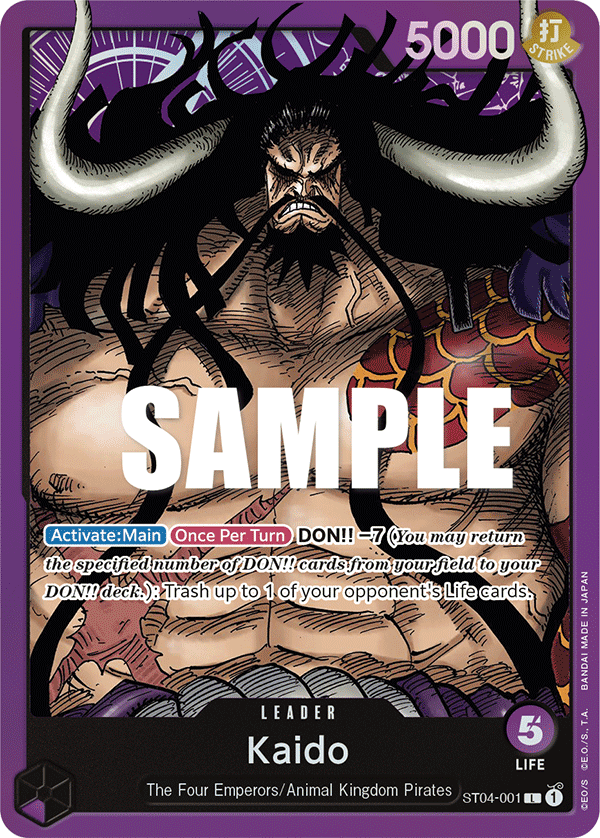 5000
打
STRIKE
SAMPLE
Activate:Main Once Per Turn DON!! −7 (You may return
the specified number of DON!! cards from your field to your
DON!! deck.): Trash up to 1 of your opponent's Life cards.
LEADER
5
Kaido
LIFE
The Four Emperors/Animal Kingdom Pirates
ST04-001 L 1
©E.O/S ©E.O./S., T.A. BANDAI MADE IN JAPAN